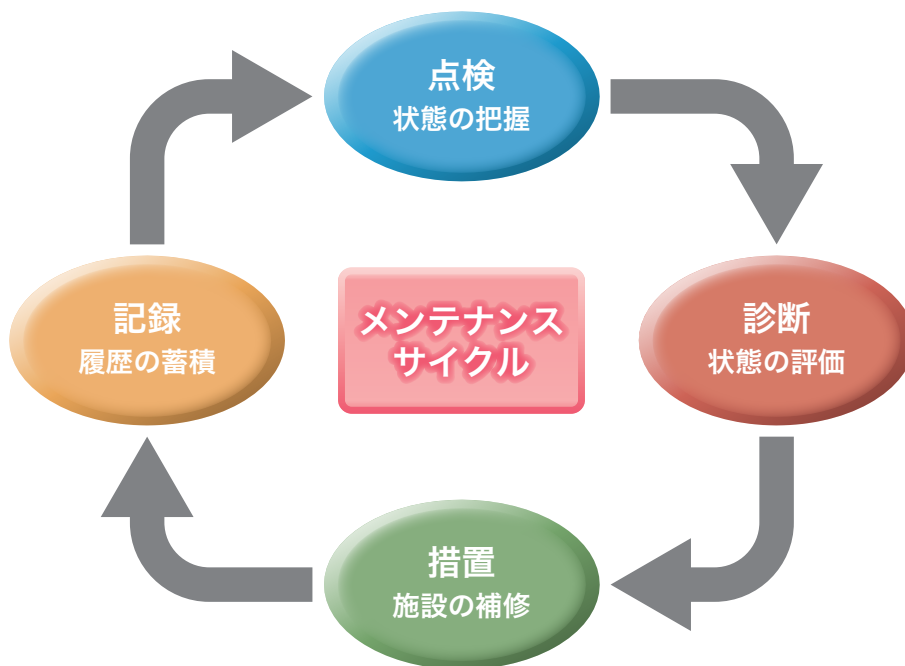 点検
状態の把握
診断
状態の評価
措置
施設の補修
記録
履歴の蓄積
メンテナンス
サイクル